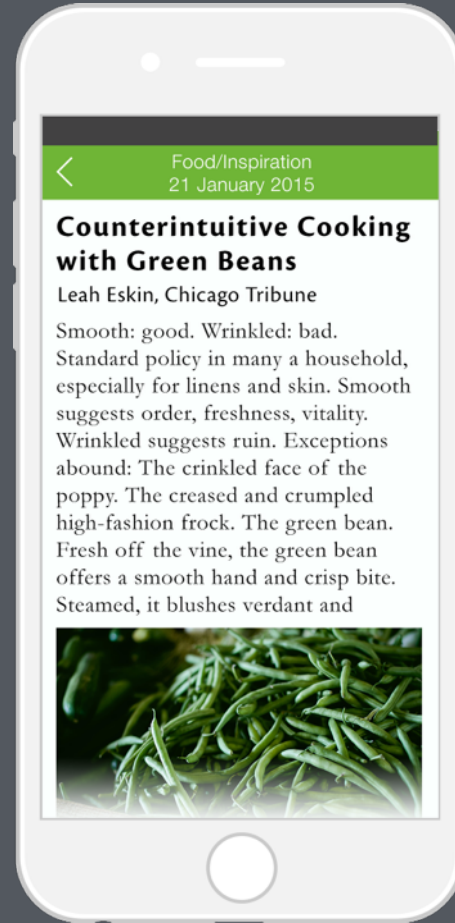 Food/Inspiration
21 January 2015
Counterintuitive Cooking
with Green Beans
Leah Eskin, Chicago Tribune
Smooth: good. Wrinkled: bad.
Standard policy in many a household,
especially for linens and skin. Smooth
suggests order, freshness, vitality.
Wrinkled suggests ruin. Exceptions
abound: The crinkled face of the
poppy. The creased and crumpled
high-fashion frock. The green bean.
Fresh off the vine, the green bean
offers a smooth hand and crisp bite.
Steamed, it blushes verdant and